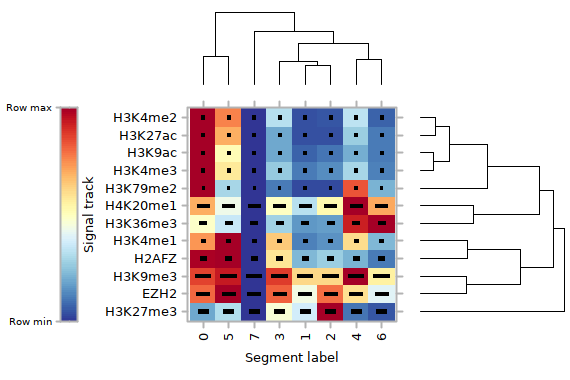 Row max
Row min
Signal track
H3K4me2
H3K27ac
H3K9ac
H3K4me3
H3K79me2
H4K20me1
H3K36me3
H3K4me1
H2AFZ
H3K9me3
EZH2
H3K27me3
0 5 7 3 1 2 4 6
Segment label